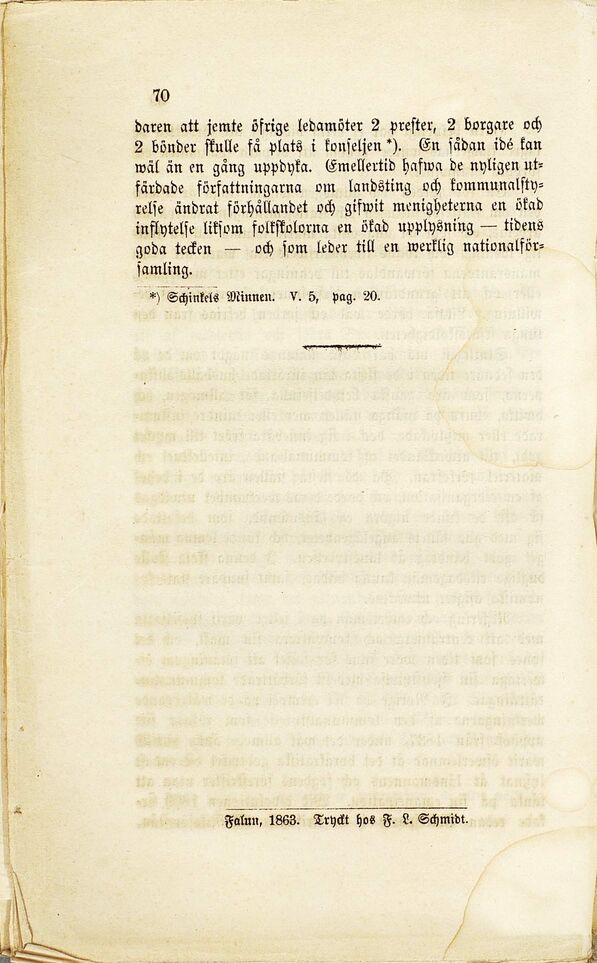 70
daren att jemte öfrige ledamöter 2 prester, 2 borgare och
2 bönder skulle få plats i konseljen *). En sådan idé kan
wäl än en gång uppdyka. Emellertid hafwa de nyligen ut-
färdade författningarna om landsting och kommunalsty-
relse ändrat förhållandet och gifwit menigheterna en ökad
inflytelse liksom folkskolorna en ökad upplysning — tidens
goda tecken — och som leder till en werklig nationalför-
samling.
*) Schinkels Minnen. V. 5, pag. 20.
Falun, 1863. Tryckt hos F. L. Schmidt.